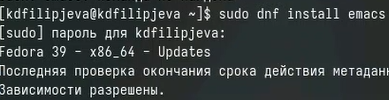 [kdfilipjeva@kdfilipjeva ~]$ sudo dnf install emacs
[sudo] пароль для kdfilipjeva:
Fedora 39 - x86_64 - Updates
Последняя проверка окончания срока действия
Зависимости разрешены.